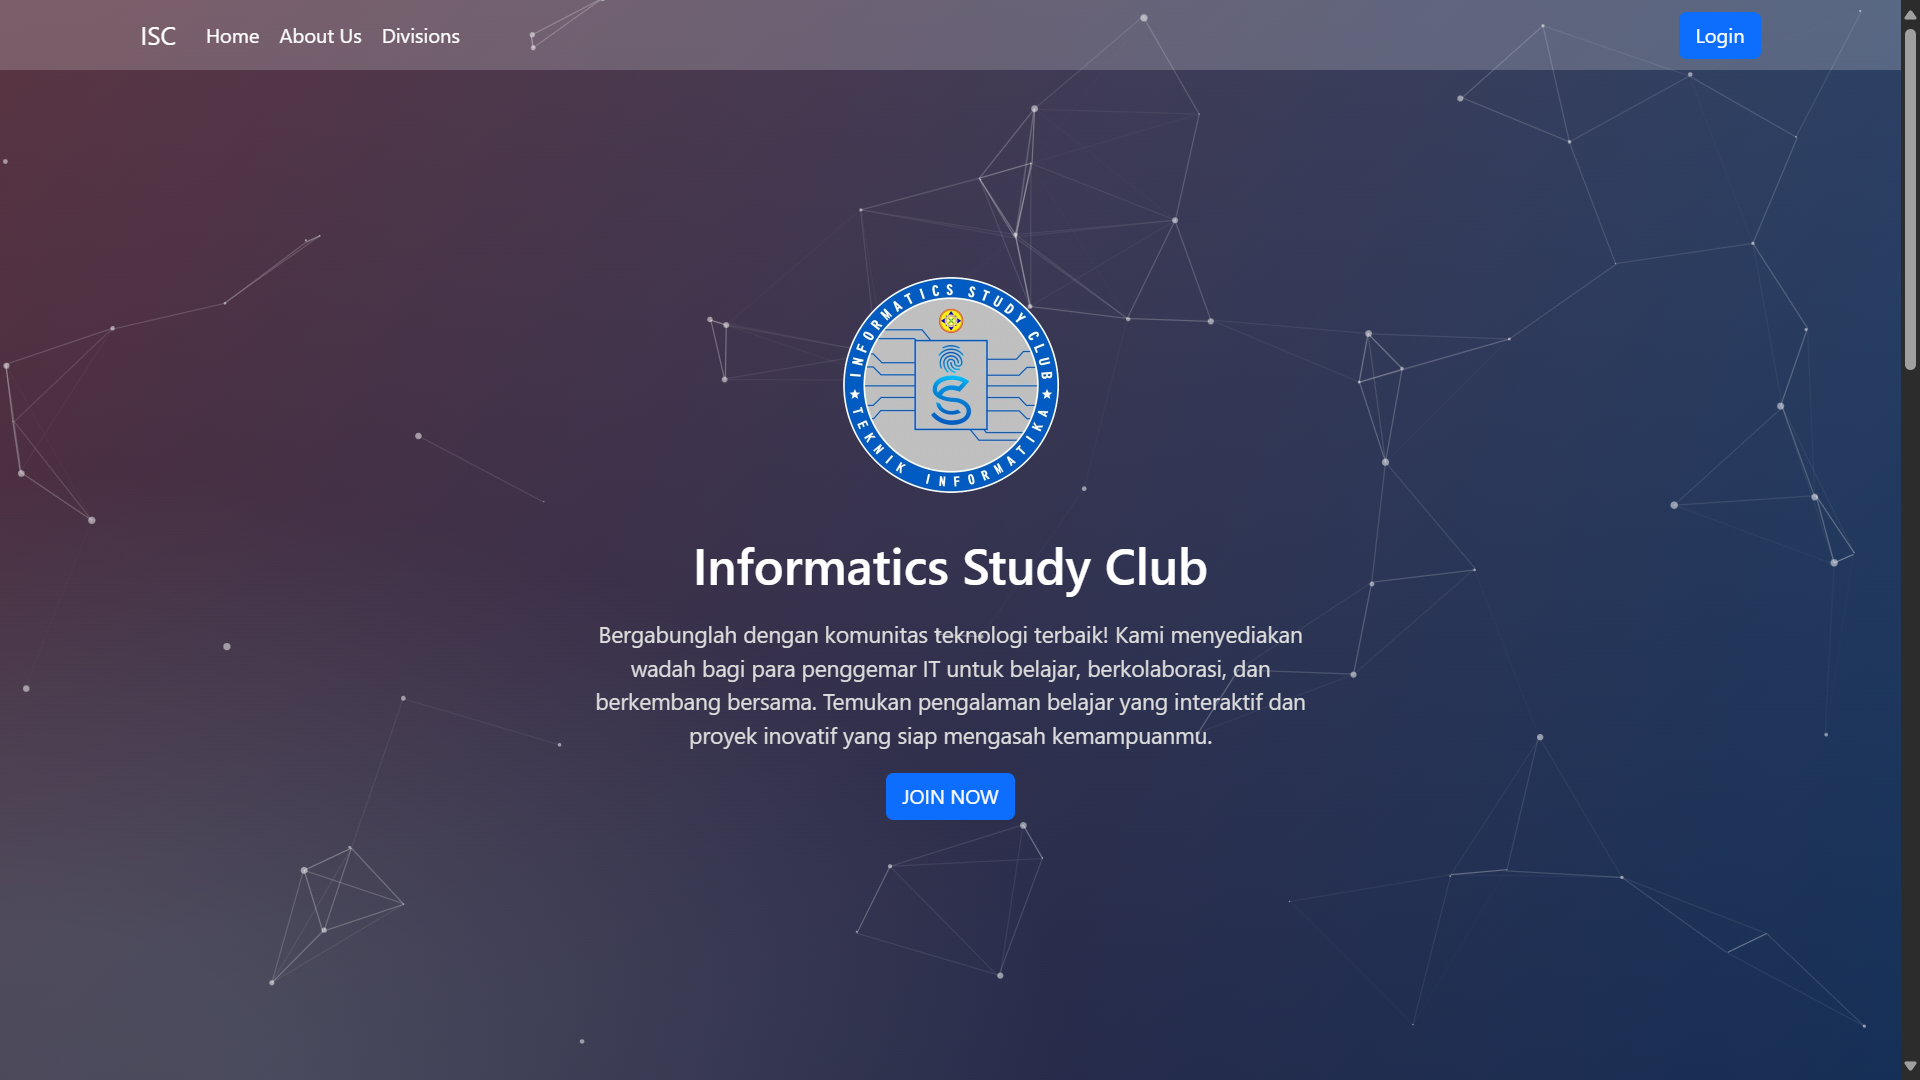 ISC
Home
About Us
Divisions
Login
INFORMATICS STUDY CLUB
TEKNIK INFORMATIKA
Informatics Study Club
Bergabunglah dengan komunitas teknologi terbaik! Kami menyediakan
wadah bagi para penggemar IT untuk belajar, berkolaborasi, dan
berkembang bersama. Temukan pengalaman belajar yang interaktif dan
proyek inovatif yang siap mengasah kemampuanmu.
JOIN NOW